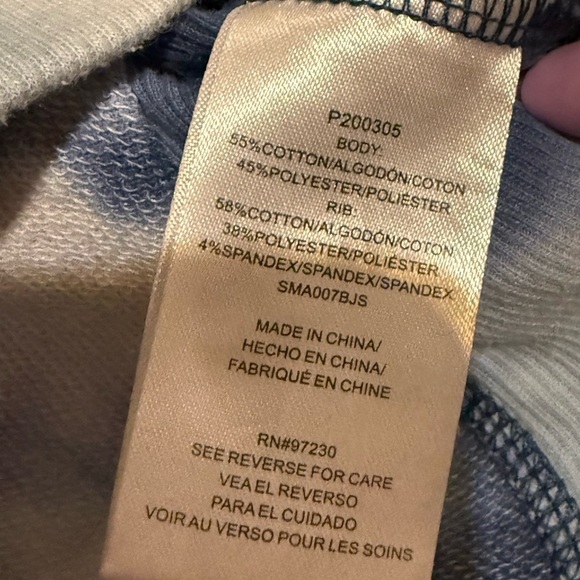 P200305
BODY:
55%COTTON/ALGODÓN/COTON
45%POLYESTER/POLIÉSTER
RIB:
58%COTTON/ALGODÓN/COTON
38%POLYESTER/POLIÉSTER
4%SPANDEX/SPANDEX/SPANDEX
SMA007BJS
MADE IN CHINA/
HECHO EN CHINA/
FABRIQUÉ EN CHINE
RN#97230
SEE REVERSE FOR CARE
VEA EL REVERSO
PARA EL CUIDADO
VOIR AU VERSO POUR LES SOINS